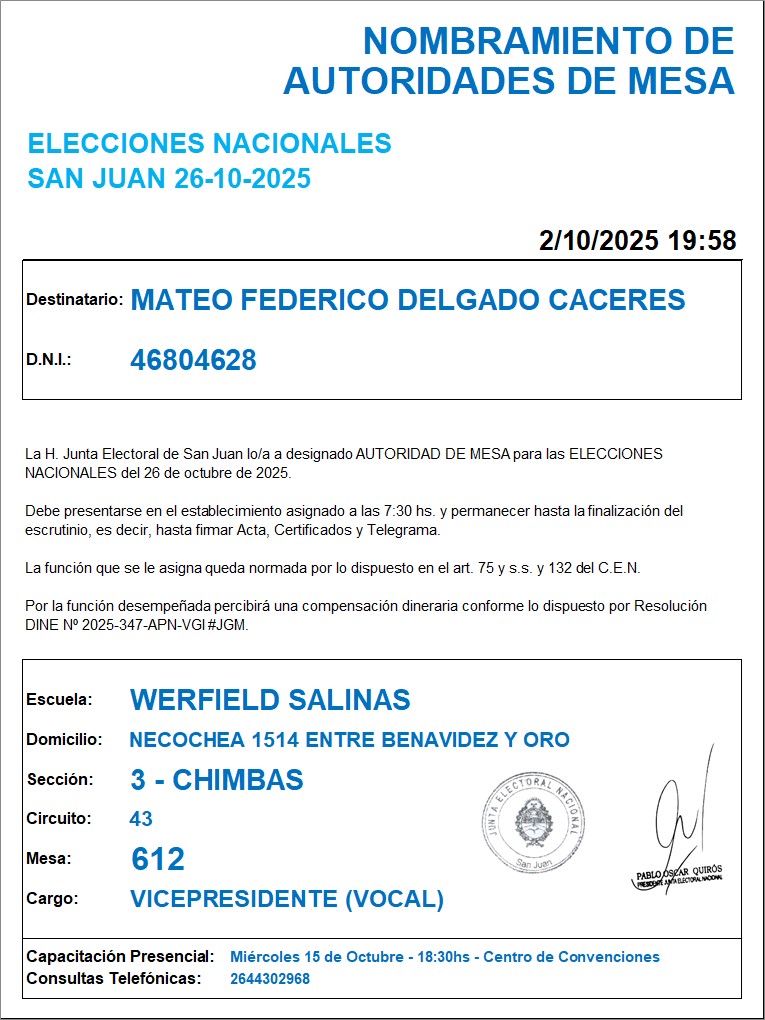 NOMBRAMIENTO DE
AUTORIDADES DE MESA
ELECCIONES NACIONALES
SAN JUAN 26-10-2025
2/10/2025 19:58
Destinatario: MATEO FEDERICO DELGADO CACERES
D.N.I.: 46804628
La H. Junta Electoral de San Juan lo/a a designado AUTORIDAD DE MESA para las ELECCIONES
NACIONALES del 26 de octubre de 2025.
Debe presentarse en el establecimiento asignado a las 7:30 hs. y permanecer hasta la finalización del
escrutinio, es decir, hasta firmar Acta, Certificados y Telegrama.
La función que se le asigna queda normada por lo dispuesto en el art. 75 y s.s. y 132 del C.E.N.
Por la función desempeñada percibirá una compensación dineraria conforme lo dispuesto por Resolución
DINE Nº 2025-347-APN-VGI#JGM.
Escuela: WERFIELD SALINAS
Domicilio: NECOCHEA 1514 ENTRE BENAVIDEZ Y ORO
Sección: 3 - CHIMBAS
Circuito: 43
Mesa: 612
Cargo: VICEPRESIDENTE (VOCAL)
JUNTA ELECTORAL NACIONAL
San Juan
PABLO OSCAR QUIRÓS
PRESIDENTE JUNTA ELECTORAL NACIONAL
Capacitación Presencial: Miércoles 15 de Octubre - 18:30hs - Centro de Convenciones
Consultas Telefónicas: 2644302968